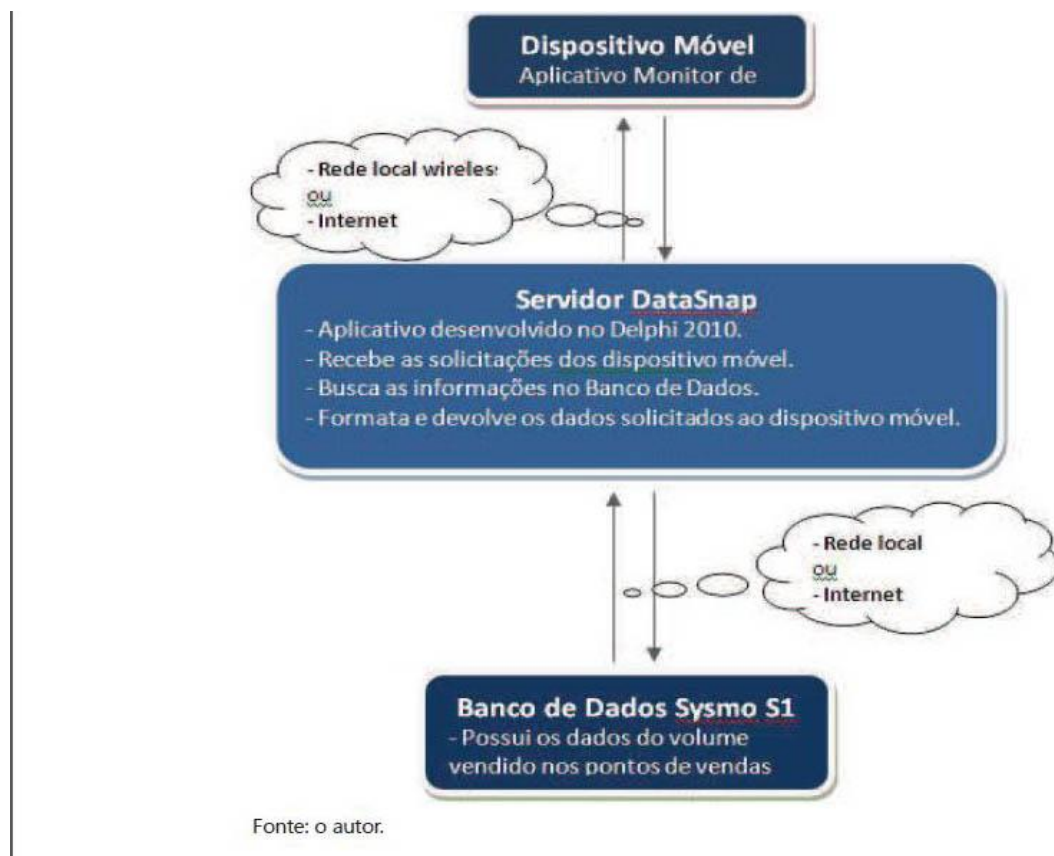 Dispositivo Móvel
Aplicativo Monitor de
- Rede local wireles
ou
- Internet
Servidor DataSnap
- Aplicativo desenvolvido no Delphi 2010.
- Recebe as solicitações dos dispositivo móvel.
- Busca as informações no Banco de Dados.
- Formata e devolve os dados solicitados ao dispositivo móvel.
- Rede local
ou
- Internet
Banco de Dados Sysmo S1
- Possui os dados do volume
vendido nos pontos de vendas
Fonte: o autor.